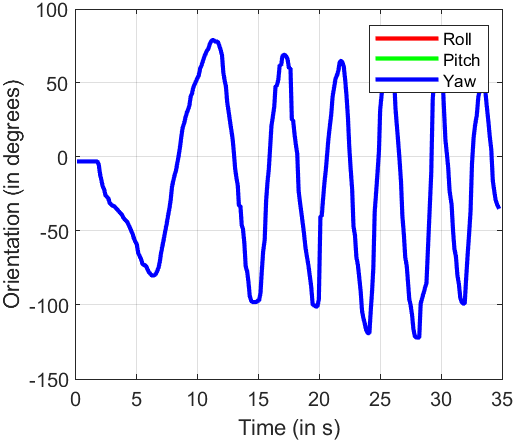 100
50
0
-50
-100
-150
Orientation (in degrees)
Roll
Pitch
Yaw
0 5 10 15 20 25 30 35
Time (in s)